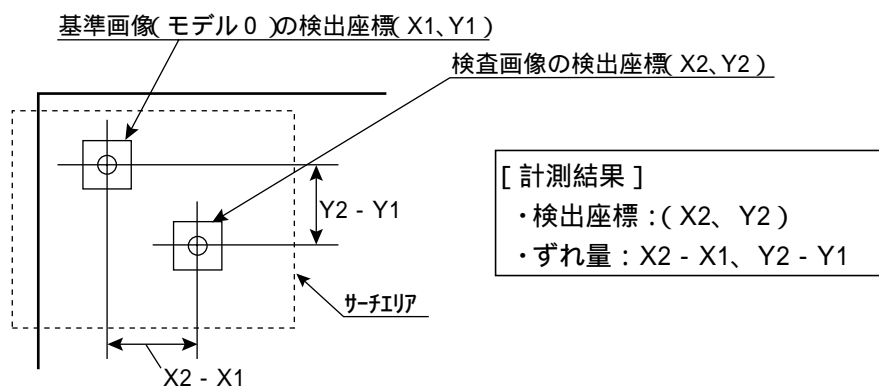 基準画像(モデル0)の検出座標(X1、Y1)
検査画像の検出座標(X2、Y2)
Y2 - Y1
サーチエリア
X2 - X1
[ 計測結果 ]
・検出座標:(X2、Y2)
・ずれ量:X2 - X1、Y2 - Y1